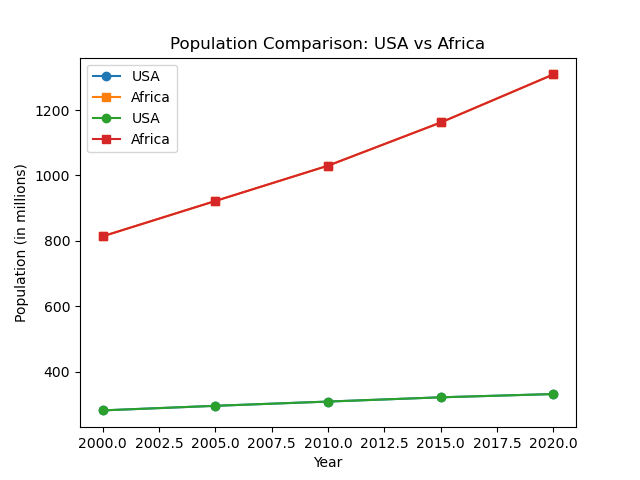 Population Comparison: USA vs Africa
USA
Africa
USA
Africa
1200
1000
800
600
400
Population (in millions)
2000.0 2002.5 2005.0 2007.5 2010.0 2012.5 2015.0 2017.5 2020.0
Year